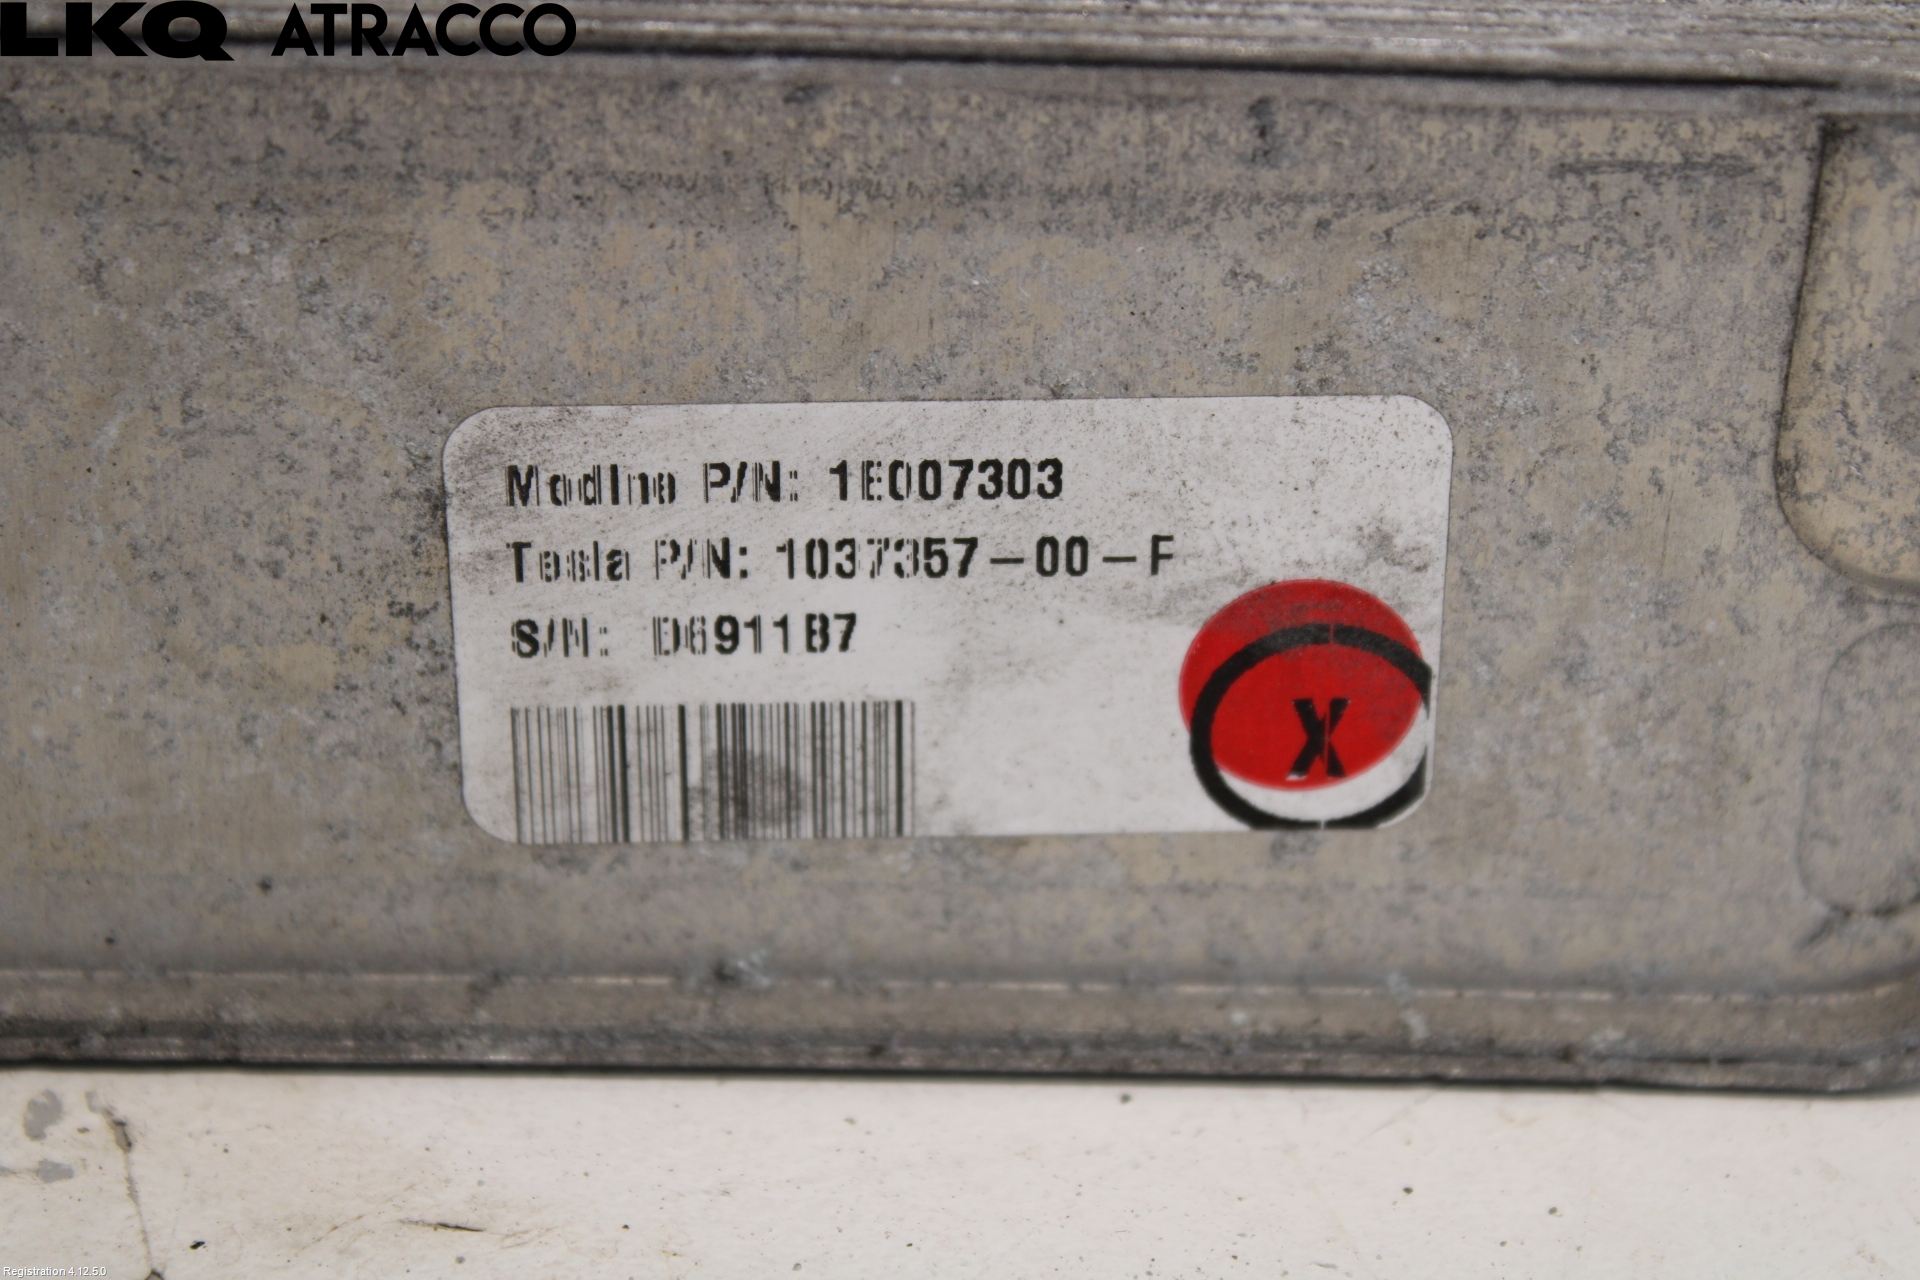 LKQ ATRACCO
Modine P/N: 1E007303
Tesla P/N: 1037357-00-F
S/N: D6911B7
X
Registration 4.12.5.0